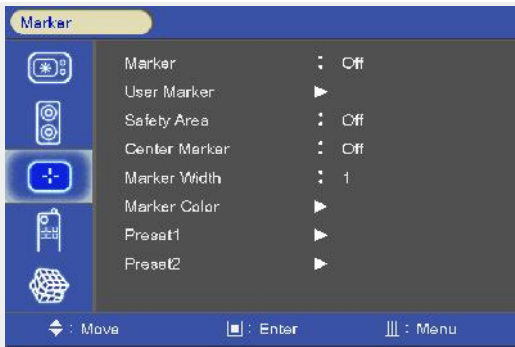 Marker
Marker : Off
User Marker ▶
Safety Area : Off
Center Marker : Off
Marker Width : 1
Marker Color ▶
Preset1 ▶
Preset2 ▶
: Move : Enter : Menu